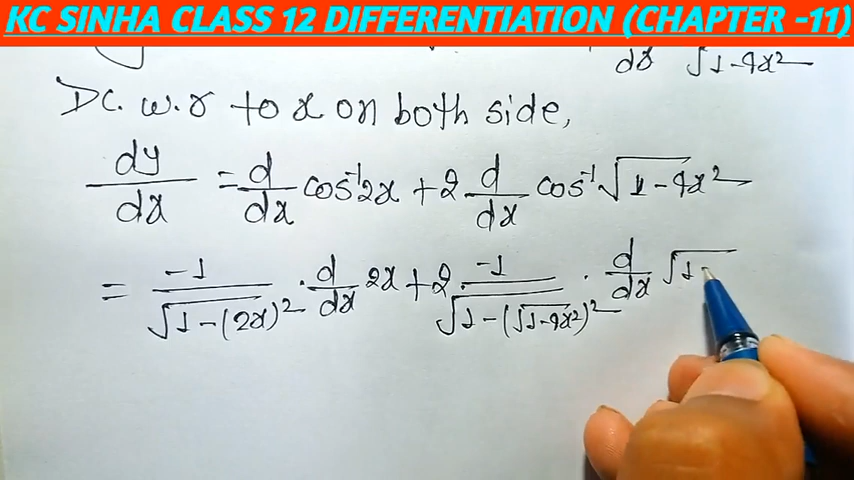 KC SINHA CLASS 12 DIFFERENTIATION (CHAPTER -11)
dx √1-4x²
Dc. w.r to x on both side,
dy/dx = d/dx cos⁻¹2x + 2 d/dx cos⁻¹√1-4x²
= -1/√1-(2x)² · d/dx 2x + 2 · -1/√1-(√1-4x²)² · d/dx √1-